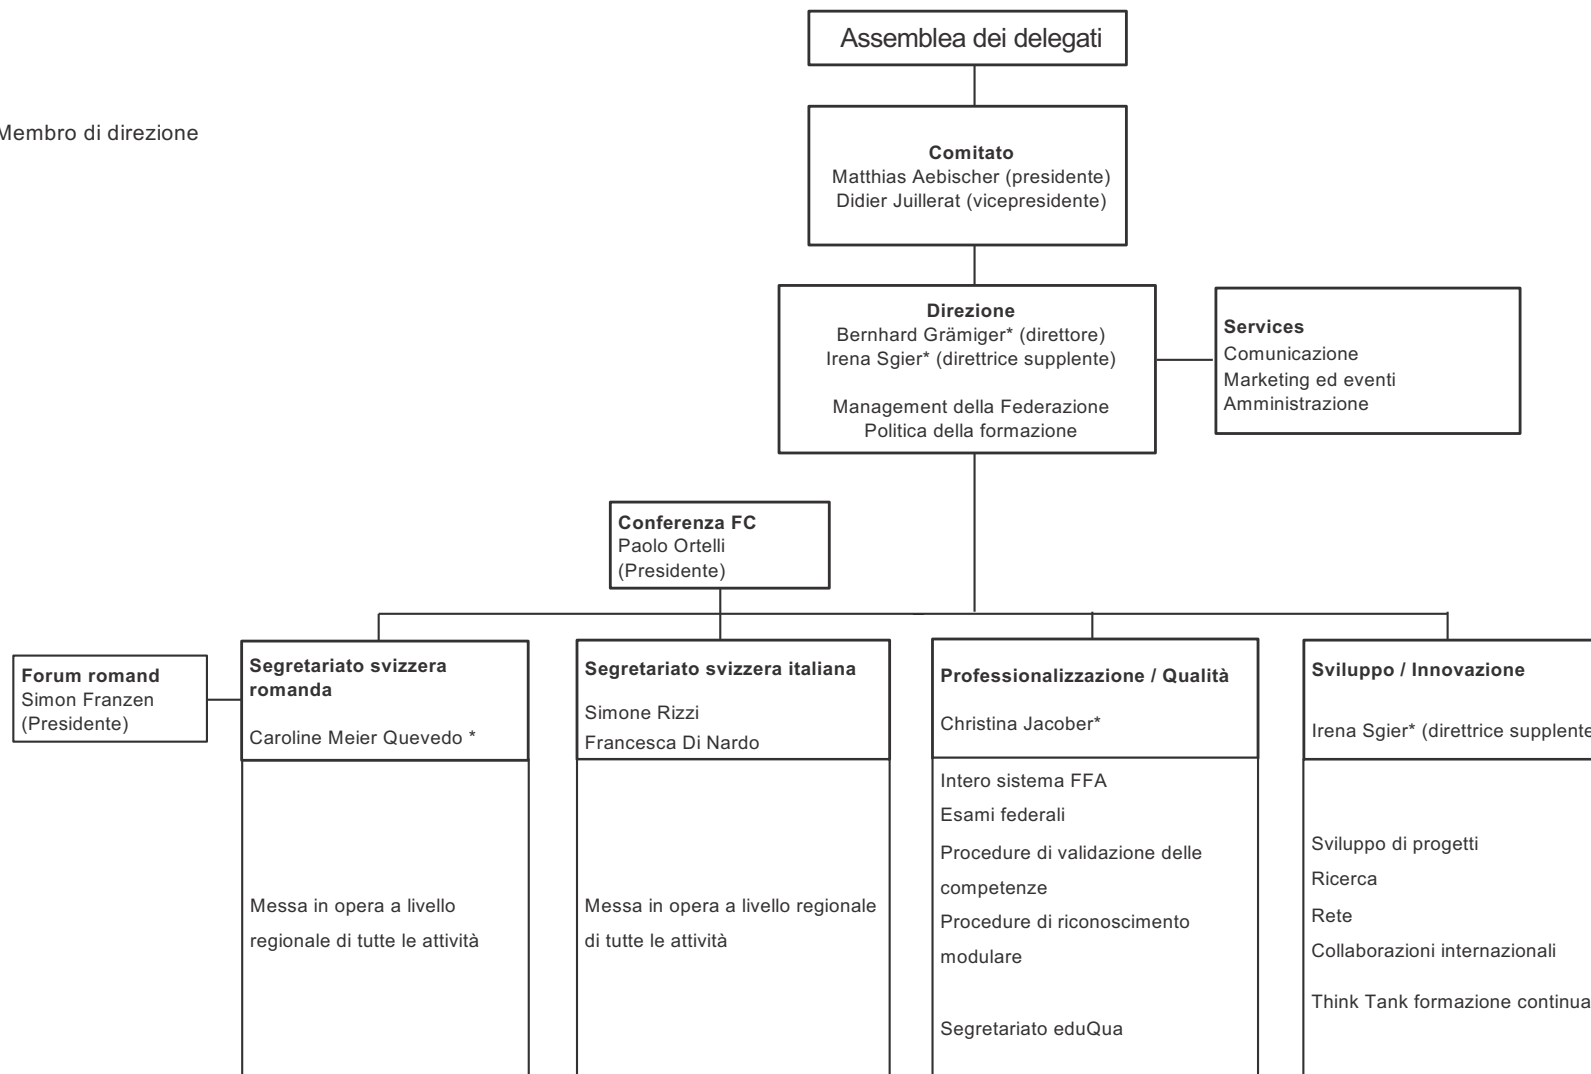 Assemblea dei delegati
Membro di direzione
Comitato
Matthias Aebischer (presidente)
Didier Juillerat (vicepresidente)
Direzione
Bernhard Grämiger* (direttore)
Irena Sgier* (direttrice supplente)
Management della Federazione
Politica della formazione
Services
Comunicazione
Marketing ed eventi
Amministrazione
Conferenza FC
Paolo Ortelli
(Presidente)
Forum romand
Simon Franzen
(Presidente)
Segretariato svizzera
romanda
Caroline Meier Quevedo *
Messa in opera a livello
regionale di tutte le attività
Segretariato svizzera italiana
Simone Rizzi
Francesca Di Nardo
Messa in opera a livello regionale
di tutte le attività
Professionalizzazione / Qualità
Christina Jacober*
Intero sistema FFA
Esami federali
Procedure di validazione delle
competenze
Procedure di riconoscimento
modulare
Segretariato eduQua
Sviluppo / Innovazione
Irena Sgier* (direttrice supplente
Sviluppo di progetti
Ricerca
Rete
Collaborazioni internazionali
Think Tank formazione continua